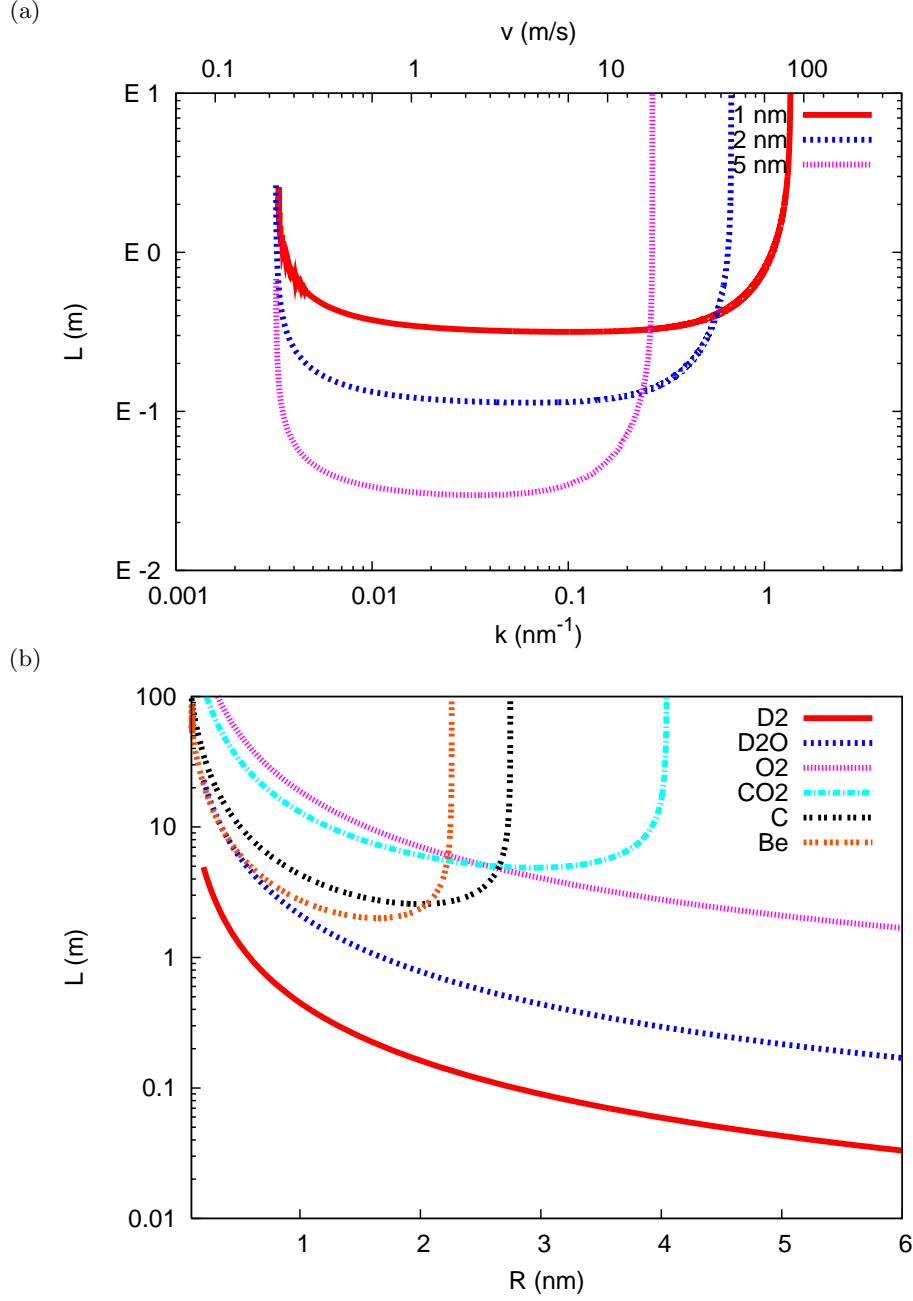 (a)
v (m/s)
0.1 1 10 100
E 1
E 0
E -1
E -2
L (m)
1 nm
2 nm
5 nm
0.001 0.01 0.1 1
k (nm⁻¹)
(b)
100
10
1
0.1
0.01
L (m)
D2
D2O
O2
CO2
C
Be
1 2 3 4 5 6
R (nm)